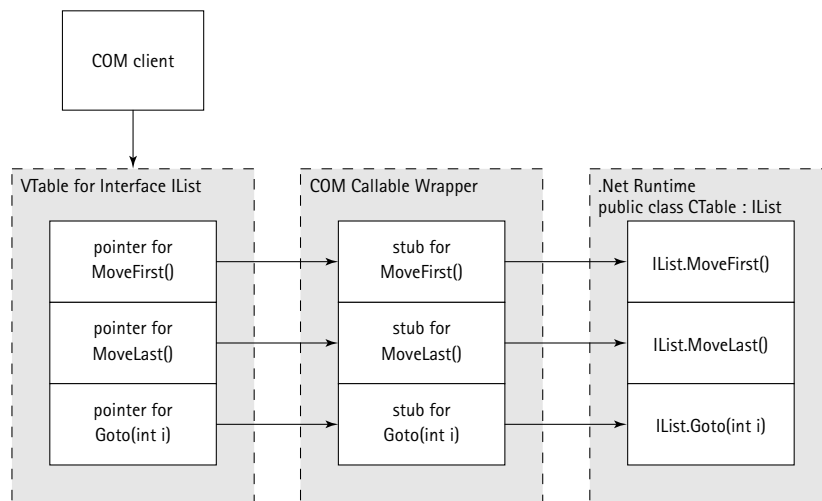 COM client
VTable for Interface IList
pointer for
MoveFirst()
pointer for
MoveLast()
pointer for
Goto(int i)
COM Callable Wrapper
stub for
MoveFirst()
stub for
MoveLast()
stub for
Goto(int i)
.Net Runtime
public class CTable : IList
IList.MoveFirst()
IList.MoveLast()
IList.Goto(int i)